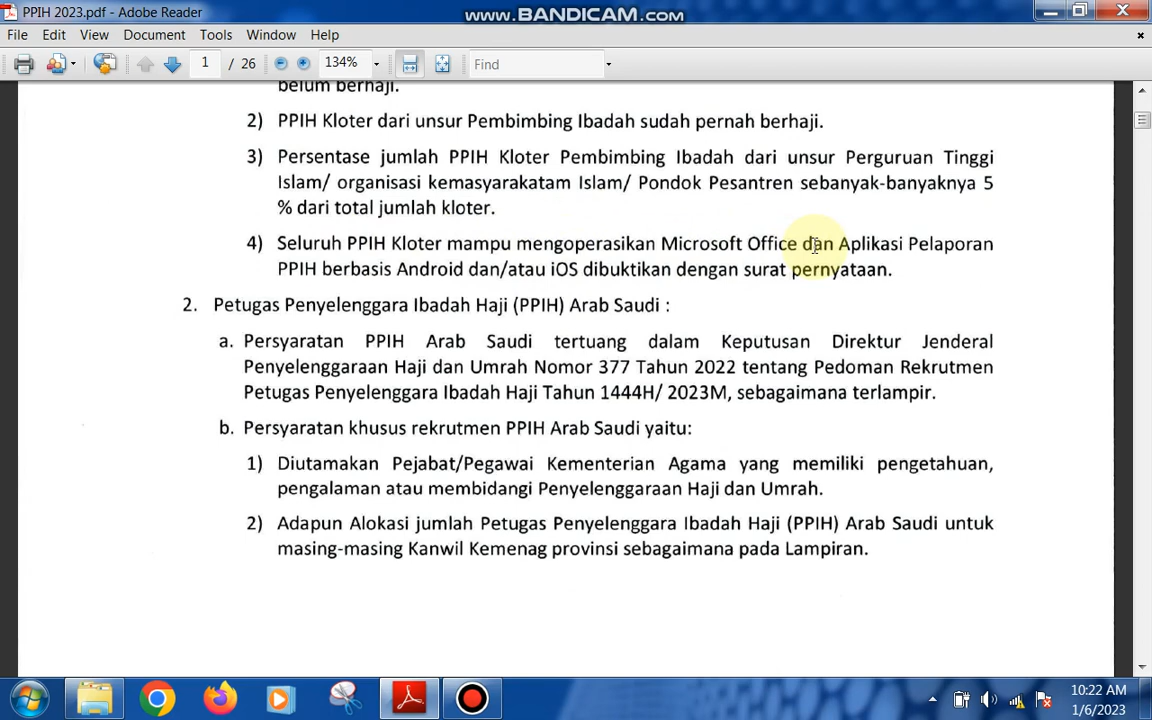 PPIH 2023.pdf - Adobe Reader
www.BANDICAM.com
File Edit View Document Tools Window Help
1 / 26 134% Find
belum berhaji.
2) PPIH Kloter dari unsur Pembimbing Ibadah sudah pernah berhaji.
3) Persentase jumlah PPIH Kloter Pembimbing Ibadah dari unsur Perguruan Tinggi
Islam/ organisasi kemasyarakatam Islam/ Pondok Pesantren sebanyak-banyaknya 5
% dari total jumlah kloter.
4) Seluruh PPIH Kloter mampu mengoperasikan Microsoft Office dan Aplikasi Pelaporan
PPIH berbasis Android dan/atau iOS dibuktikan dengan surat pernyataan.
2. Petugas Penyelenggara Ibadah Haji (PPIH) Arab Saudi :
a. Persyaratan PPIH Arab Saudi tertuang dalam Keputusan Direktur Jenderal
Penyelenggaraan Haji dan Umrah Nomor 377 Tahun 2022 tentang Pedoman Rekrutmen
Petugas Penyelenggara Ibadah Haji Tahun 1444H/ 2023M, sebagaimana terlampir.
b. Persyaratan khusus rekrutmen PPIH Arab Saudi yaitu:
1) Diutamakan Pejabat/Pegawai Kementerian Agama yang memiliki pengetahuan,
pengalaman atau membidangi Penyelenggaraan Haji dan Umrah.
2) Adapun Alokasi jumlah Petugas Penyelenggara Ibadah Haji (PPIH) Arab Saudi untuk
masing-masing Kanwil Kemenag provinsi sebagaimana pada Lampiran.
10:22 AM
1/6/2023